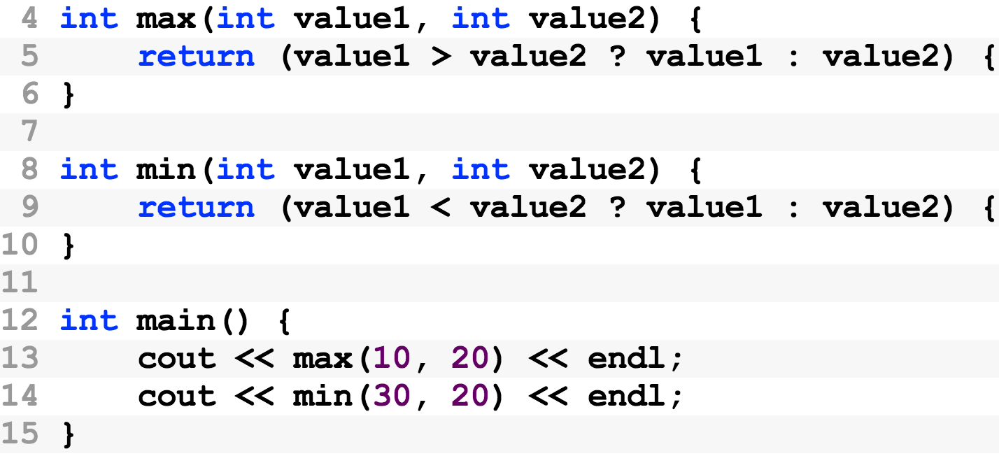 4 int max(int value1, int value2) {
5     return (value1 > value2 ? value1 : value2) {
6 }
7
8 int min(int value1, int value2) {
9     return (value1 < value2 ? value1 : value2) {
10 }
11
12 int main() {
13     cout << max(10, 20) << endl;
14     cout << min(30, 20) << endl;
15 }